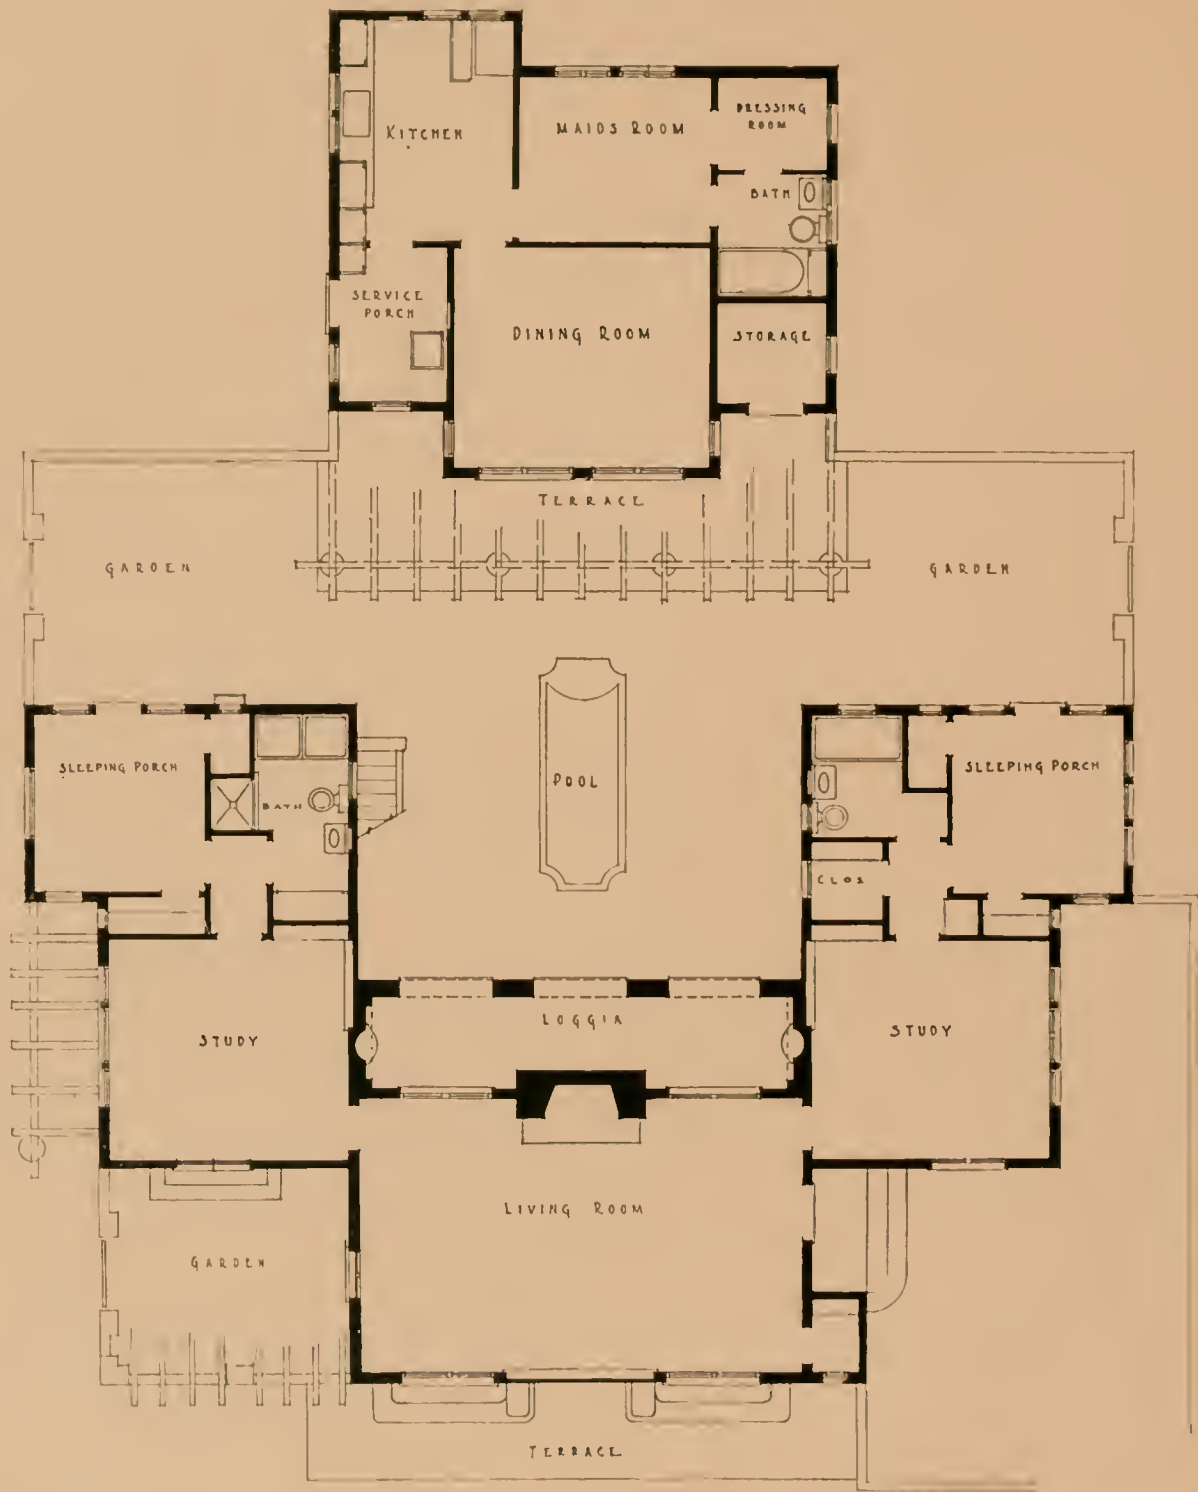 KITCHEN
MAIDS ROOM
DRESSING
ROOM
BATH
SERVICE
PORCH
DINING ROOM
STORAGE
TERRACE
GARDEN
GARDEN
SLEEPING PORCH
BATH
POOL
SLEEPING PORCH
CLOS
LOGGIA
STUDY
STUDY
LIVING ROOM
GARDEN
TERRACE